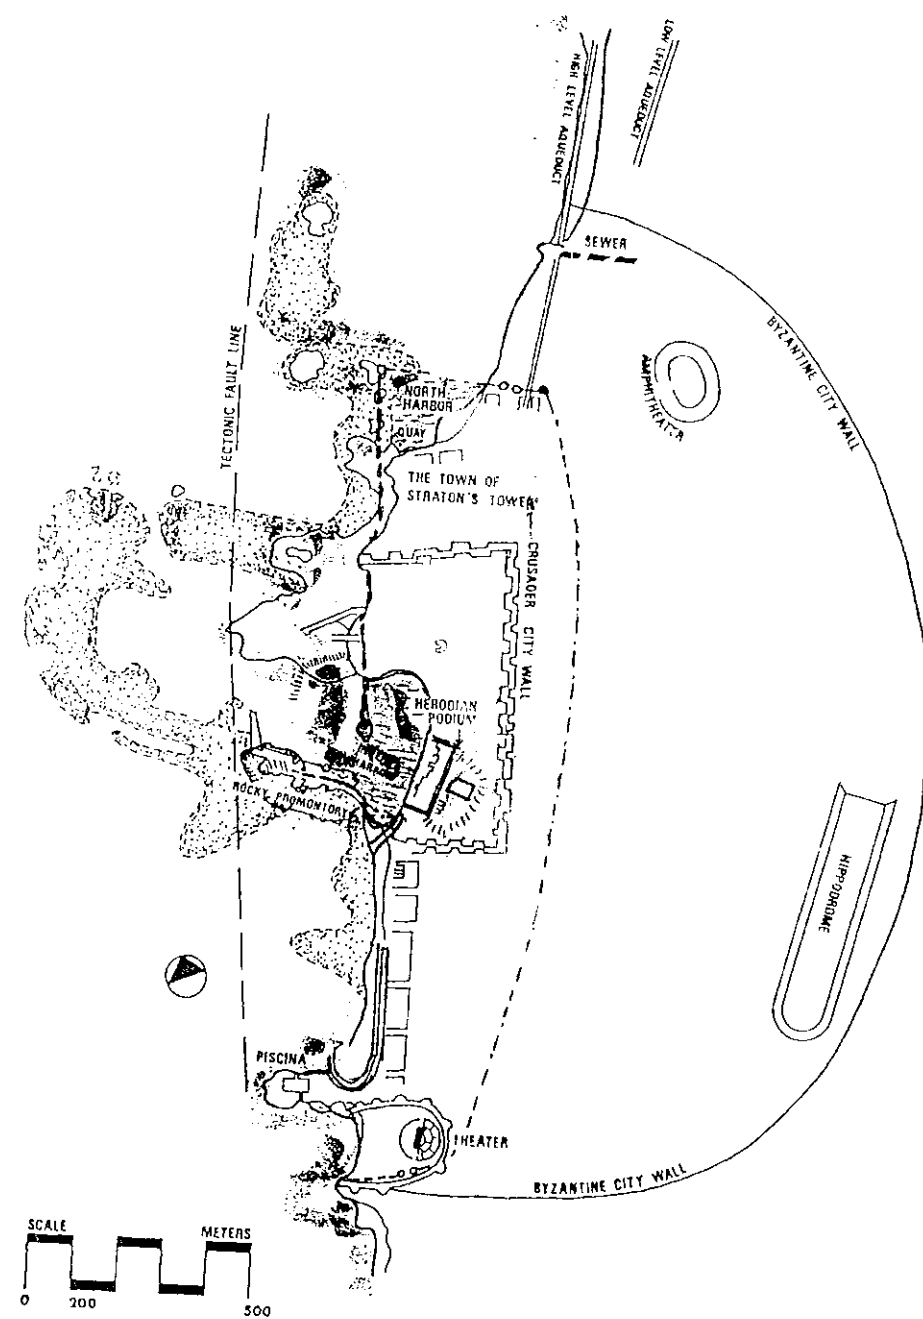 LOW LEVEL AQUEDUCT
HIGH LEVEL AQUEDUCT
SEWER
BYZANTINE CITY WALL
AMPHITHEATER
TECTONIC FAULT LINE
NORTH
HARBOR
QUAY
THE TOWN OF
STRATON'S TOWER
CRUSADER CITY WALL
HERODIAN
PODIUM
ROCKY PROMONTORY
HIPPODROME
PISCINA
THEATER
BYZANTINE CITY WALL
SCALE METERS
0 200 500